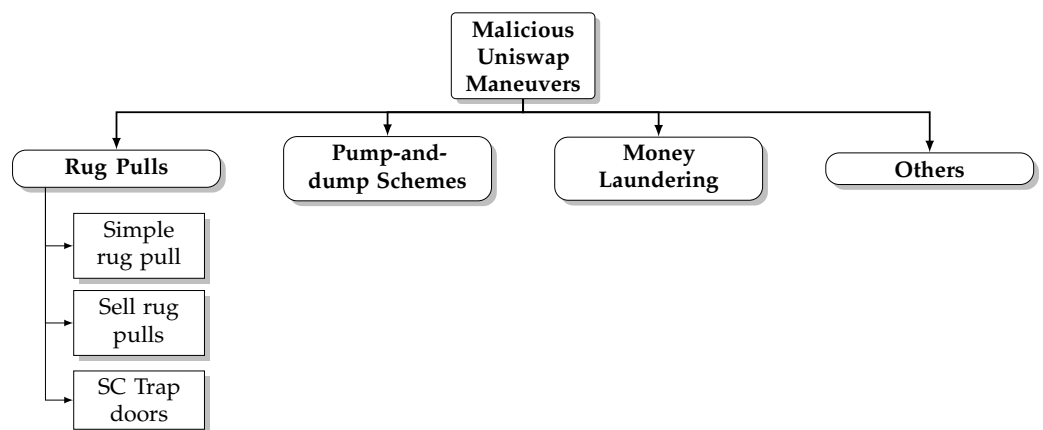 Malicious
Uniswap
Maneuvers
Rug Pulls
Pump-and-
dump Schemes
Money
Laundering
Others
Simple
rug pull
Sell rug
pulls
SC Trap
doors